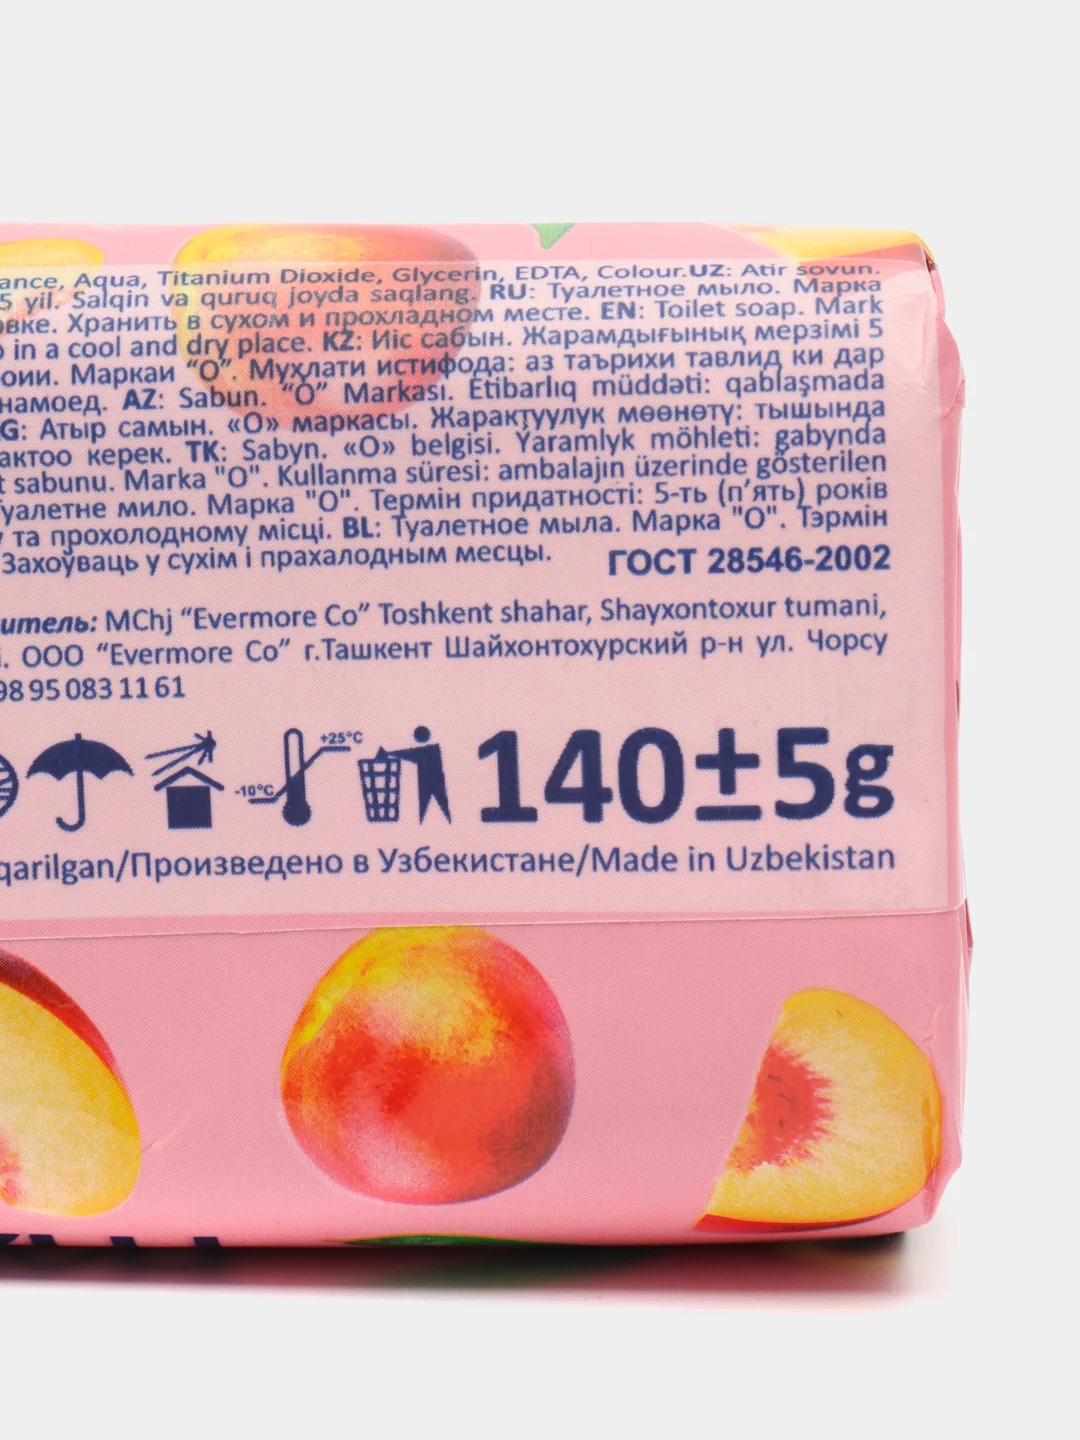 ance, Aqua, Titanium Dioxide, Glycerin, EDTA, Colour.UZ: Atir sovun.
5 yil. Salqin va quruq joyda saqlang. RU: Туалетное мыло. Марка
овке. Хранить в сухом и прохладном месте. EN: Toilet soap. Mark
in a cool and dry place. KZ: Иіс сабын. Жарамдығынық мерзімі 5
оии. Маркаи “О”. Муҳлати истифода: аз таърихи тавлид ки дар
намоед. AZ: Sabun. “O” Markası. Etibarlıq müddəti: qablaşmada
G: Атыр самын. «О» маркасы. Жарактуулук мөөнөтү: тышында
актоо керек. TK: Sabyn. «O» belgisi. Ýaramlyk möhleti: gabynda
t sabunu. Marka "O". Kullanma süresi: ambalajın üzerinde gösterilen
уалетне мило. Марка "О". Термін придатності: 5-ть (п’ять) років
у та прохолодному місці. BL: Туалетное мыла. Марка "О". Тэрмін
Захоўваць у сухім і прахалодным месцы. ГОСТ 28546-2002
итель: MChj “Evermore Co” Toshkent shahar, Shayxontoxur tumani,
. ООО “Evermore Co” г.Ташкент Шайхонтохурский р-н ул. Чорсу
98 95 083 11 61
+25°C
-10°C
140±5g
qarilgan/Произведено в Узбекистане/Made in Uzbekistan